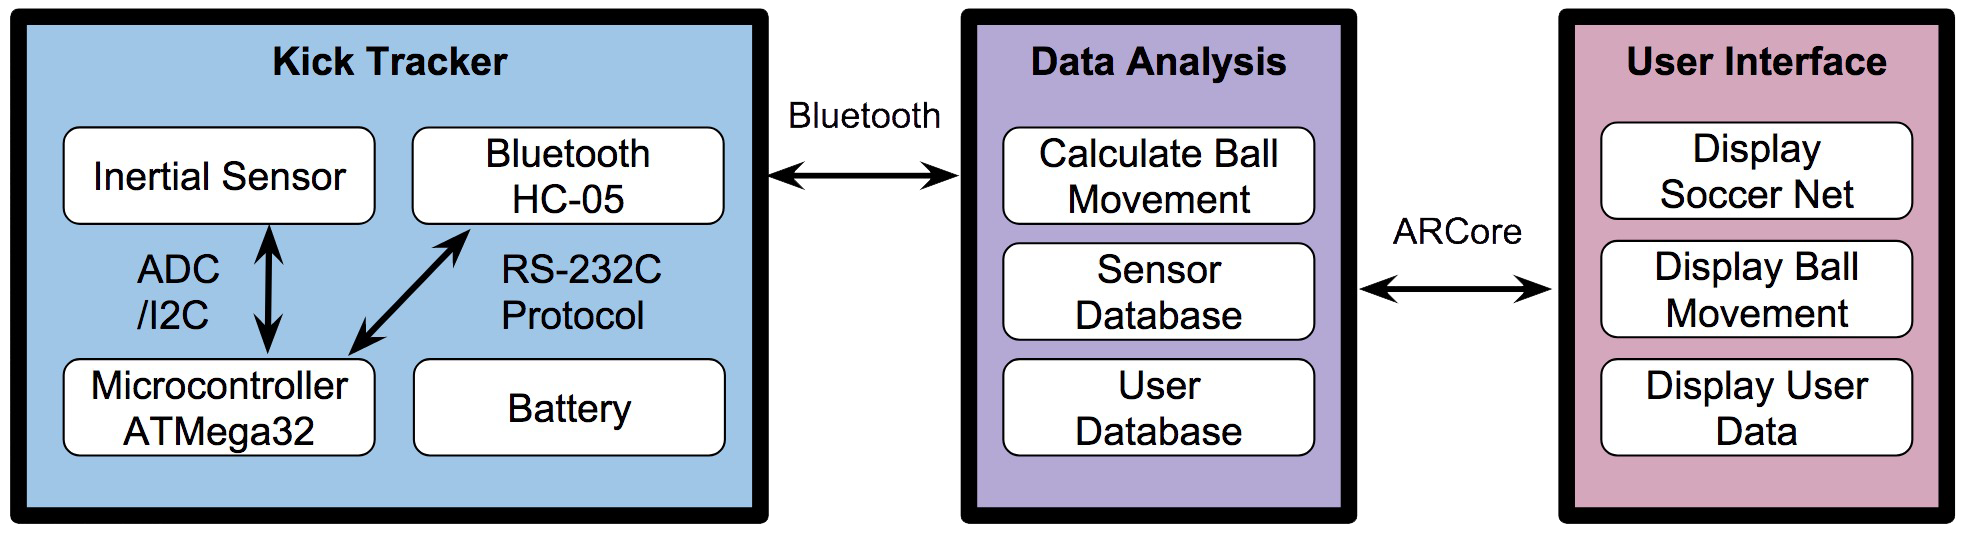 Kick Tracker
Inertial Sensor
Bluetooth
HC-05
ADC
/I2C
RS-232C
Protocol
Microcontroller
ATMega32
Battery
Bluetooth
Data Analysis
Calculate Ball
Movement
Sensor
Database
User
Database
ARCore
User Interface
Display
Soccer Net
Display Ball
Movement
Display User
Data